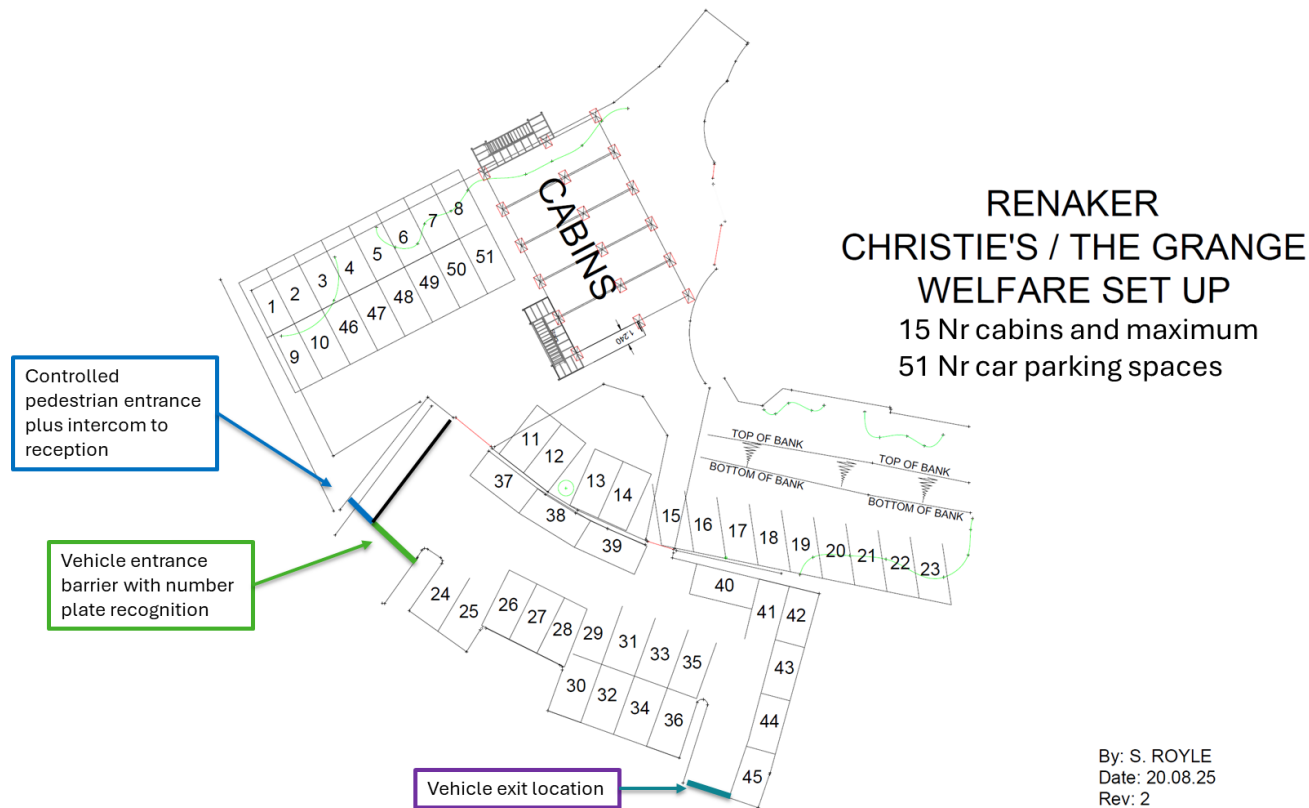 RENAKER
CHRISTIE'S / THE GRANGE
WELFARE SET UP
15 Nr cabins and maximum
51 Nr car parking spaces
CABINS
1.240
1
2
3
4
5
6
7
8
9
10
46
47
48
49
50
51
Controlled
pedestrian entrance
plus intercom to
reception
Vehicle entrance
barrier with number
plate recognition
11
12
13
14
37
38
39
TOP OF BANK
TOP OF BANK
BOTTOM OF BANK
BOTTOM OF BANK
15
16
17
18
19
20
21
22
23
24
25
26
27
28
29
31
33
35
30
32
34
36
40
41
42
43
44
45
Vehicle exit location
By: S. ROYLE
Date: 20.08.25
Rev: 2